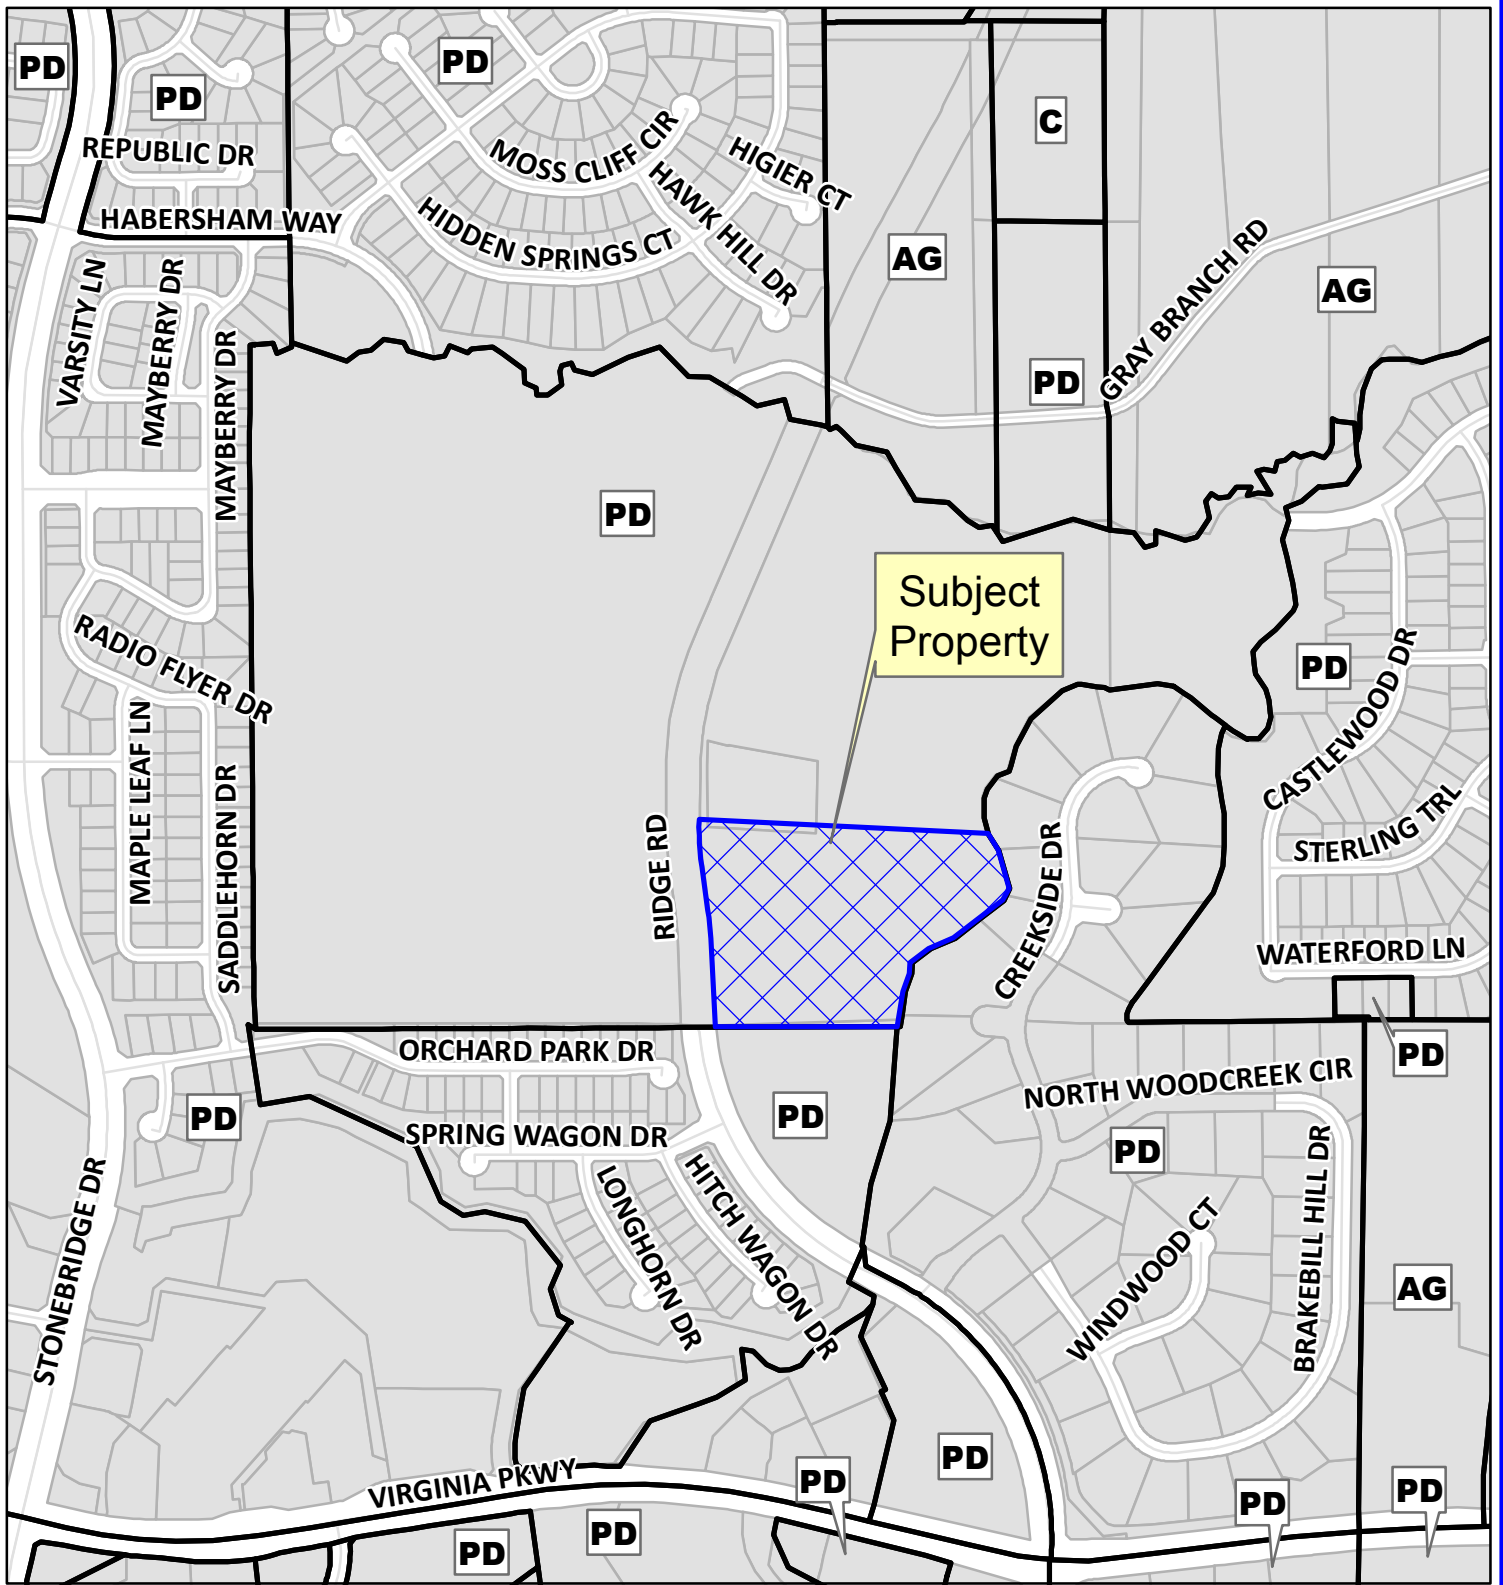 PD
PD
PD
REPUBLIC DR
HABERSHAM WAY
MOSS CLIFF CIR
HIGIER CT
HAWK HILL DR
HIDDEN SPRINGS CT
C
AG
AG
GRAY BRANCH RD
PD
VARSITY LN
MAYBERRY DR
MAYBERRY DR
PD
Subject
Property
RADIO FLYER DR
MAPLE LEAF LN
SADDLEHORN DR
RIDGE RD
PD
CASTLEWOOD DR
STERLING TRL
CREEKSIDE DR
WATERFORD LN
PD
ORCHARD PARK DR
NORTH WOODCREEK CIR
PD
PD
SPRING WAGON DR
PD
STONEBRIDGE DR
LONGHORN DR
HITCH WAGON DR
WINDWOOD CT
BRAKEBILL HILL DR
AG
VIRGINIA PKWY
PD
PD
PD
PD
PD
PD